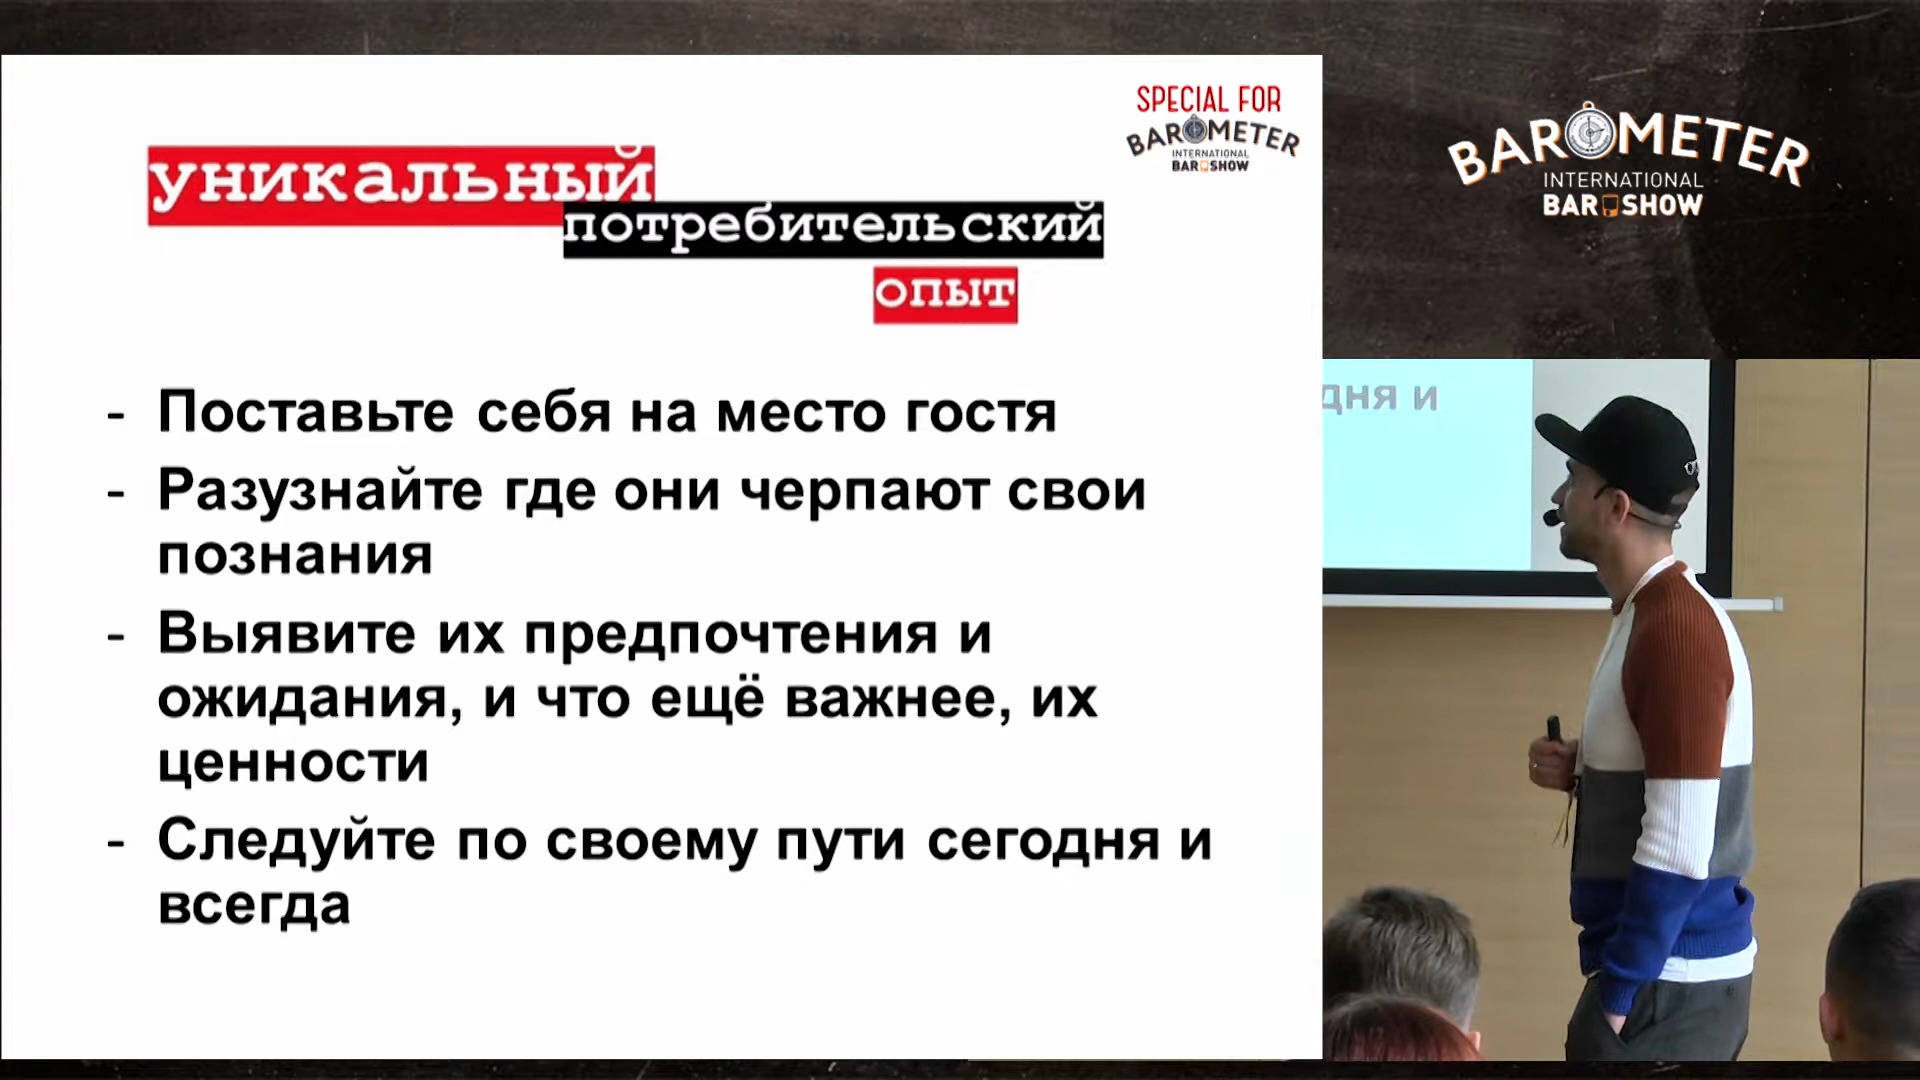 уникальный
потребительский
опыт
SPECIAL FOR
BAROMETER
INTERNATIONAL
BAR SHOW
- Поставьте себя на место гостя
- Разузнайте где они черпают свои
познания
- Выявите их предпочтения и
ожидания, и что ещё важнее, их
ценности
- Следуйте по своему пути сегодня и
всегда
BAROMETER
INTERNATIONAL
BAR SHOW
дня и